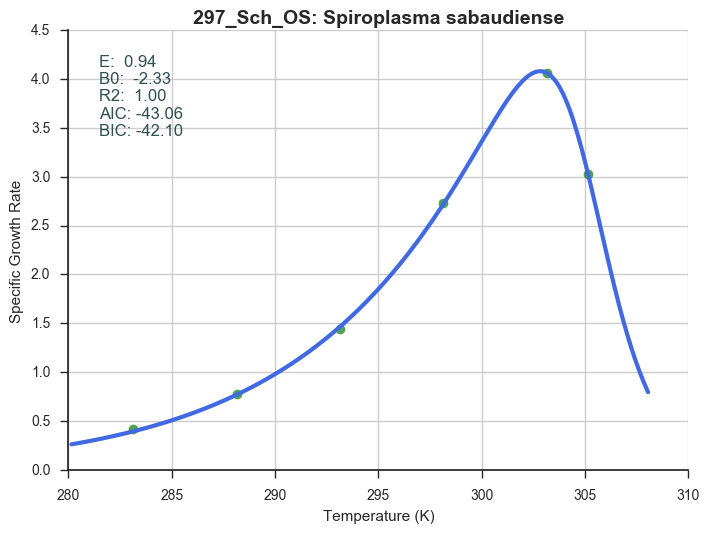 297_Sch_OS: Spiroplasma sabaudiense
E:  0.94
B0:  -2.33
R2:  1.00
AIC: -43.06
BIC: -42.10
Specific Growth Rate
4.5
4.0
3.5
3.0
2.5
2.0
1.5
1.0
0.5
0.0
280 285 290 295 300 305 310
Temperature (K)